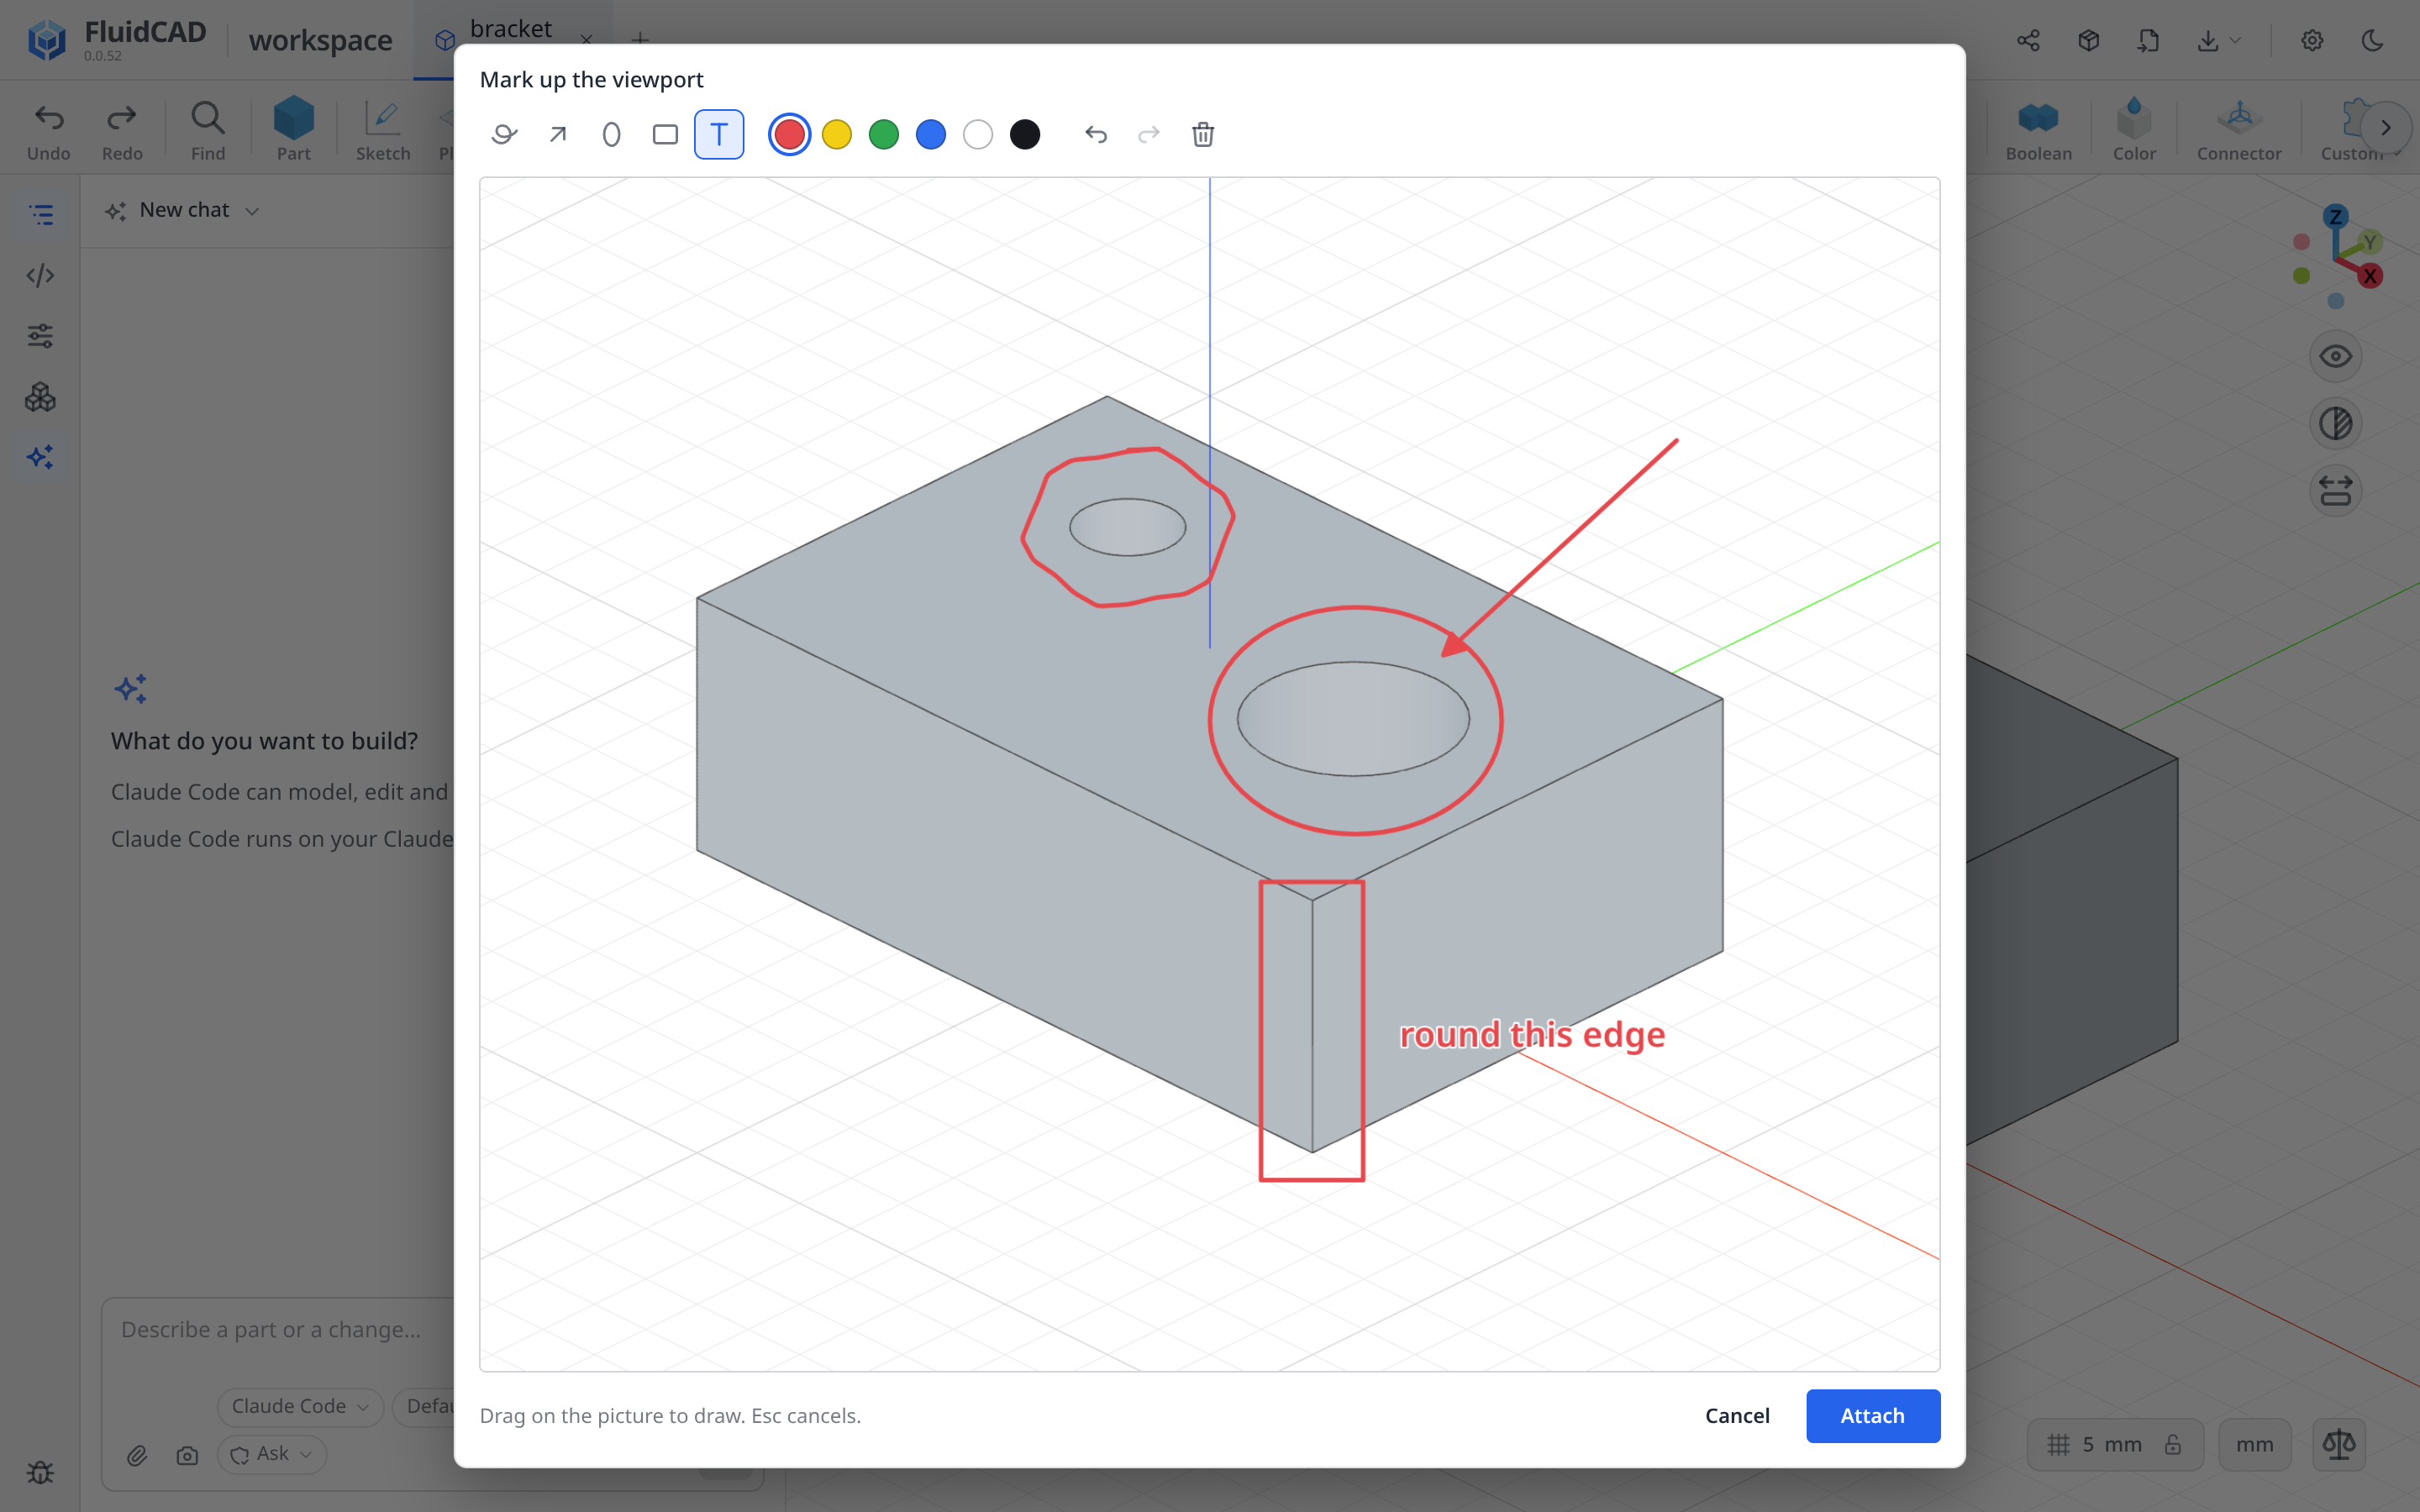 FluidCAD
0.0.52
workspace
bracket
Undo
Redo
Find
Part
Sketch
Boolean
Color
Connector
Custom
Mark up the viewport
T
New chat
Z
Y
X
What do you want to build?
Claude Code can model, edit and
Claude Code runs on your Claude
round this edge
Describe a part or a change...
Claude Code
Ask
Drag on the picture to draw. Esc cancels.
Cancel
Attach
5 mm
mm